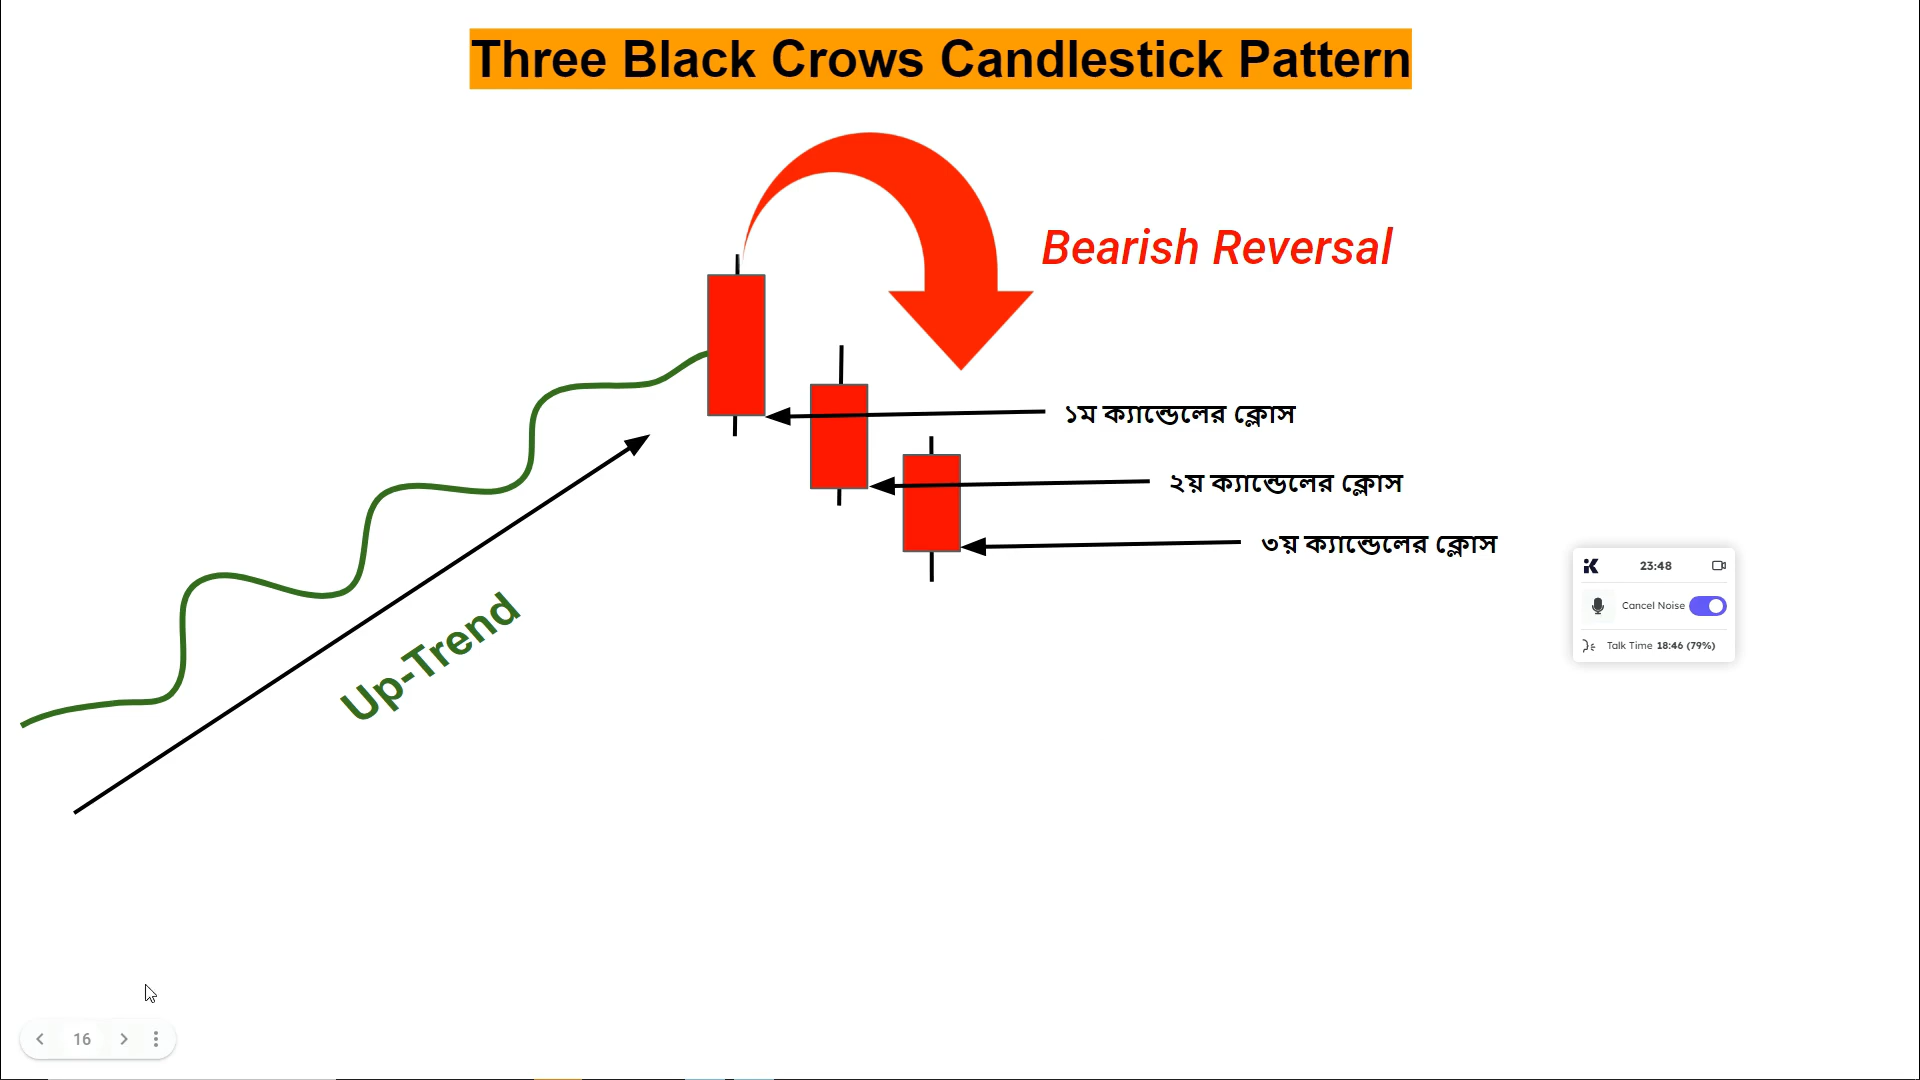 Three Black Crows Candlestick Pattern
Bearish Reversal
১ম ক্যান্ডেলের ক্লোস
২য় ক্যান্ডেলের ক্লোস
৩য় ক্যান্ডেলের ক্লোস
Up-Trend
23:48
Cancel Noise
Talk Time 18:46 (79%)
16